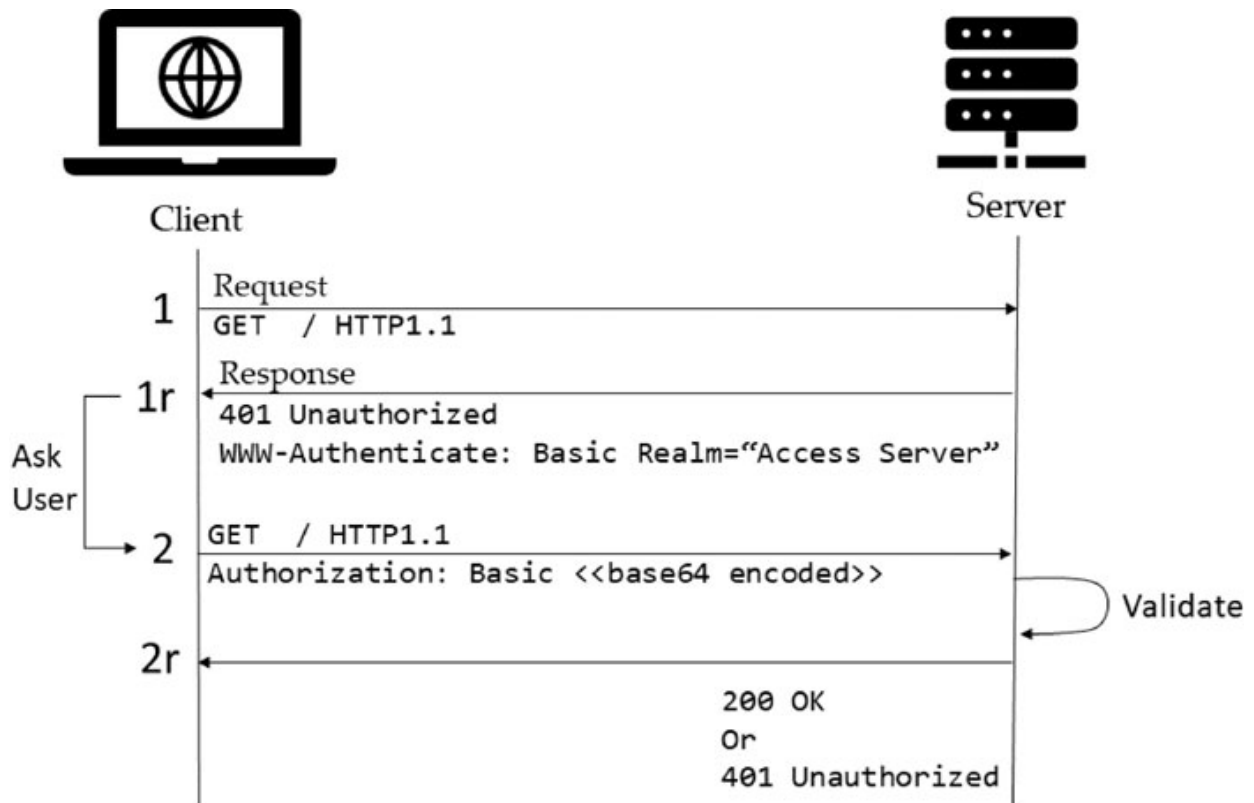 Client
Server
1
Request
GET / HTTP1.1
1r
Response
401 Unauthorized
WWW-Authenticate: Basic Realm=“Access Server”
Ask
User
2
GET / HTTP1.1
Authorization: Basic <<base64 encoded>>
Validate
2r
200 OK
Or
401 Unauthorized